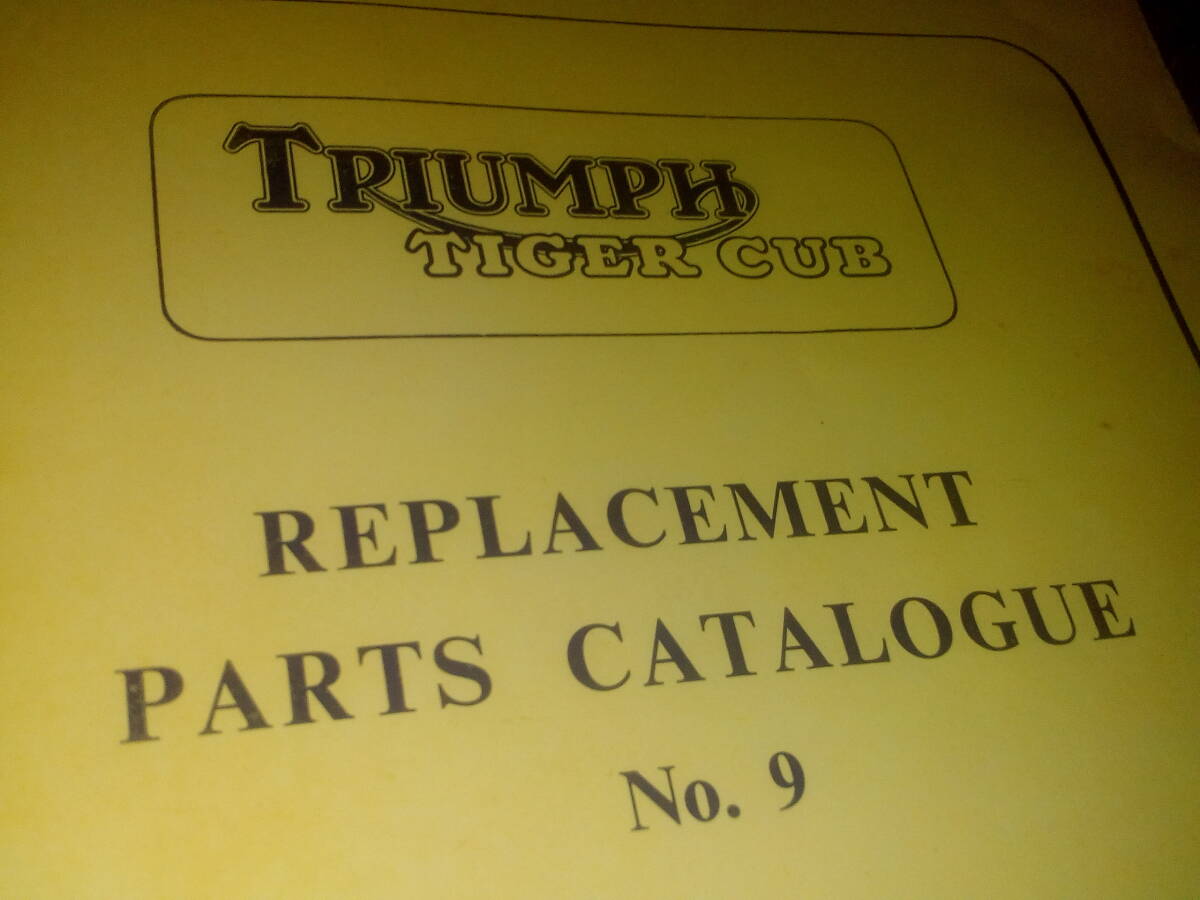 TRIUMPH
TIGER CUB
REPLACEMENT
PARTS CATALOGUE
No. 9